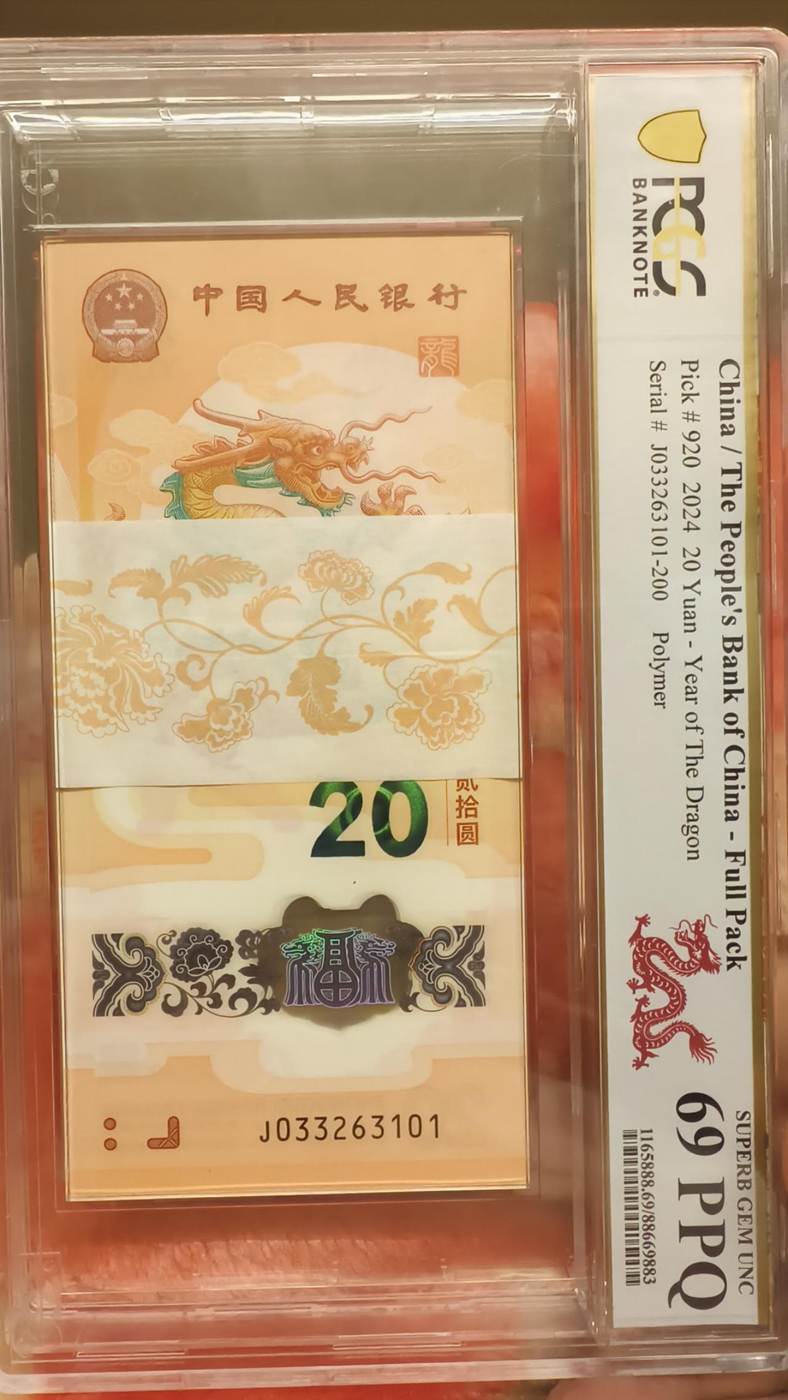 中国人民银行
龍
20
贰拾圆
福
J033263101
PCGS
BANKNOTE
China / The People's Bank of China - Full Pack
Pick # 920 2024 20 Yuan - Year of The Dragon
Serial # J033263101-200 Polymer
SUPERB GEM UNC
69 PPQ
1165888.69/88669883